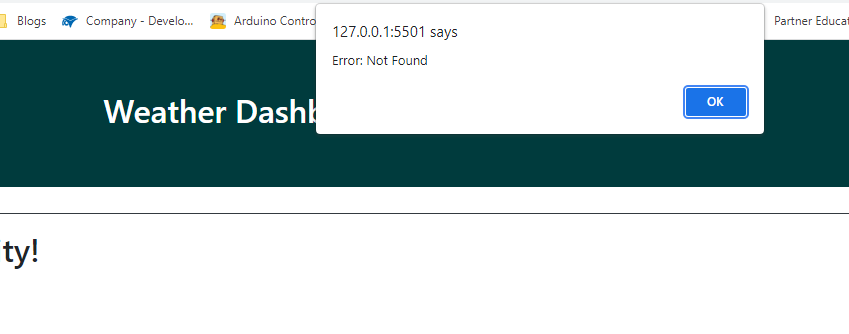 Blogs
Company - Develo...
Arduino Contro
127.0.0.1:5501 says
Partner Educat
Error: Not Found
OK
Weather Dashb
ty!